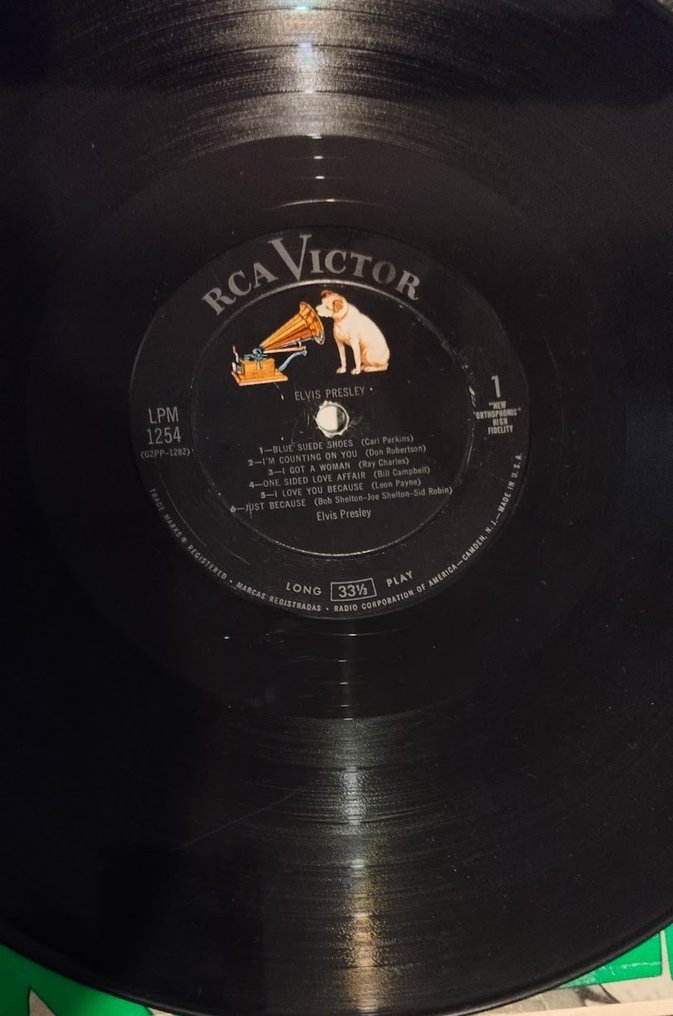 RCA VICTOR
ELVIS PRESLEY
LPM
1254
(G2PP-1282)
1
"NEW
ORTHOPHONIC"
HIGH
FIDELITY
1—BLUE SUEDE SHOES (Carl Perkins)
2—I'M COUNTING ON YOU (Don Robertson)
3—I GOT A WOMAN (Ray Charles)
4—ONE SIDED LOVE AFFAIR (Bill Campbell)
5—I LOVE YOU BECAUSE (Leon Payne)
6—JUST BECAUSE (Bob Shelton-Joe Shelton-Sid Robin)
Elvis Presley
LONG 33⅓ PLAY
TRADE MARKS ® REGISTERED • MARCAS REGISTRADAS • RADIO CORPORATION OF AMERICA—CAMDEN, N. J.—MADE IN U.S.A.